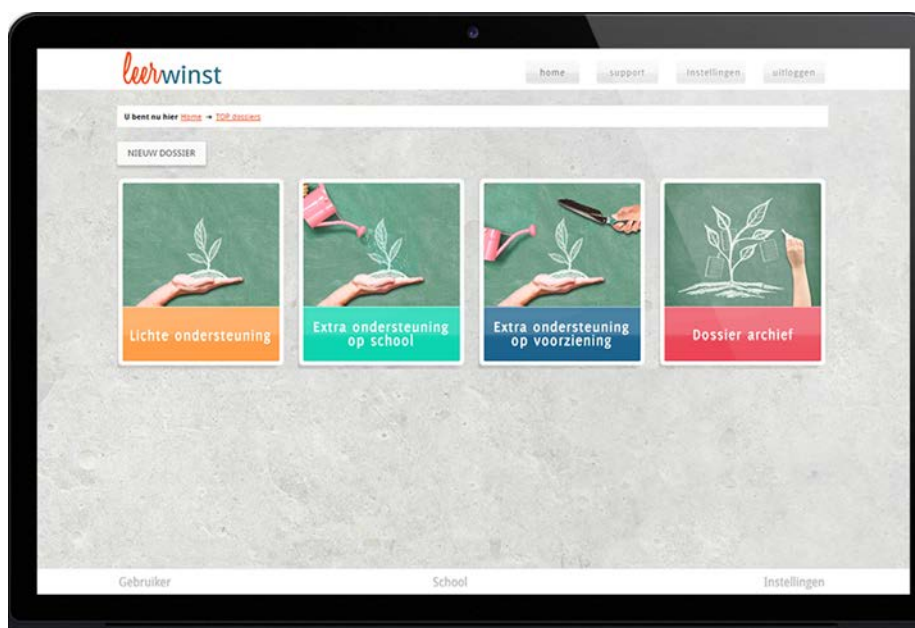 leerwinst
home support instellingen uitloggen
U bent nu hier Home → TOP dossiers
NIEUW DOSSIER
Lichte ondersteuning
Extra ondersteuning
op school
Extra ondersteuning
op voorziening
Dossier archief
Gebruiker School Instellingen